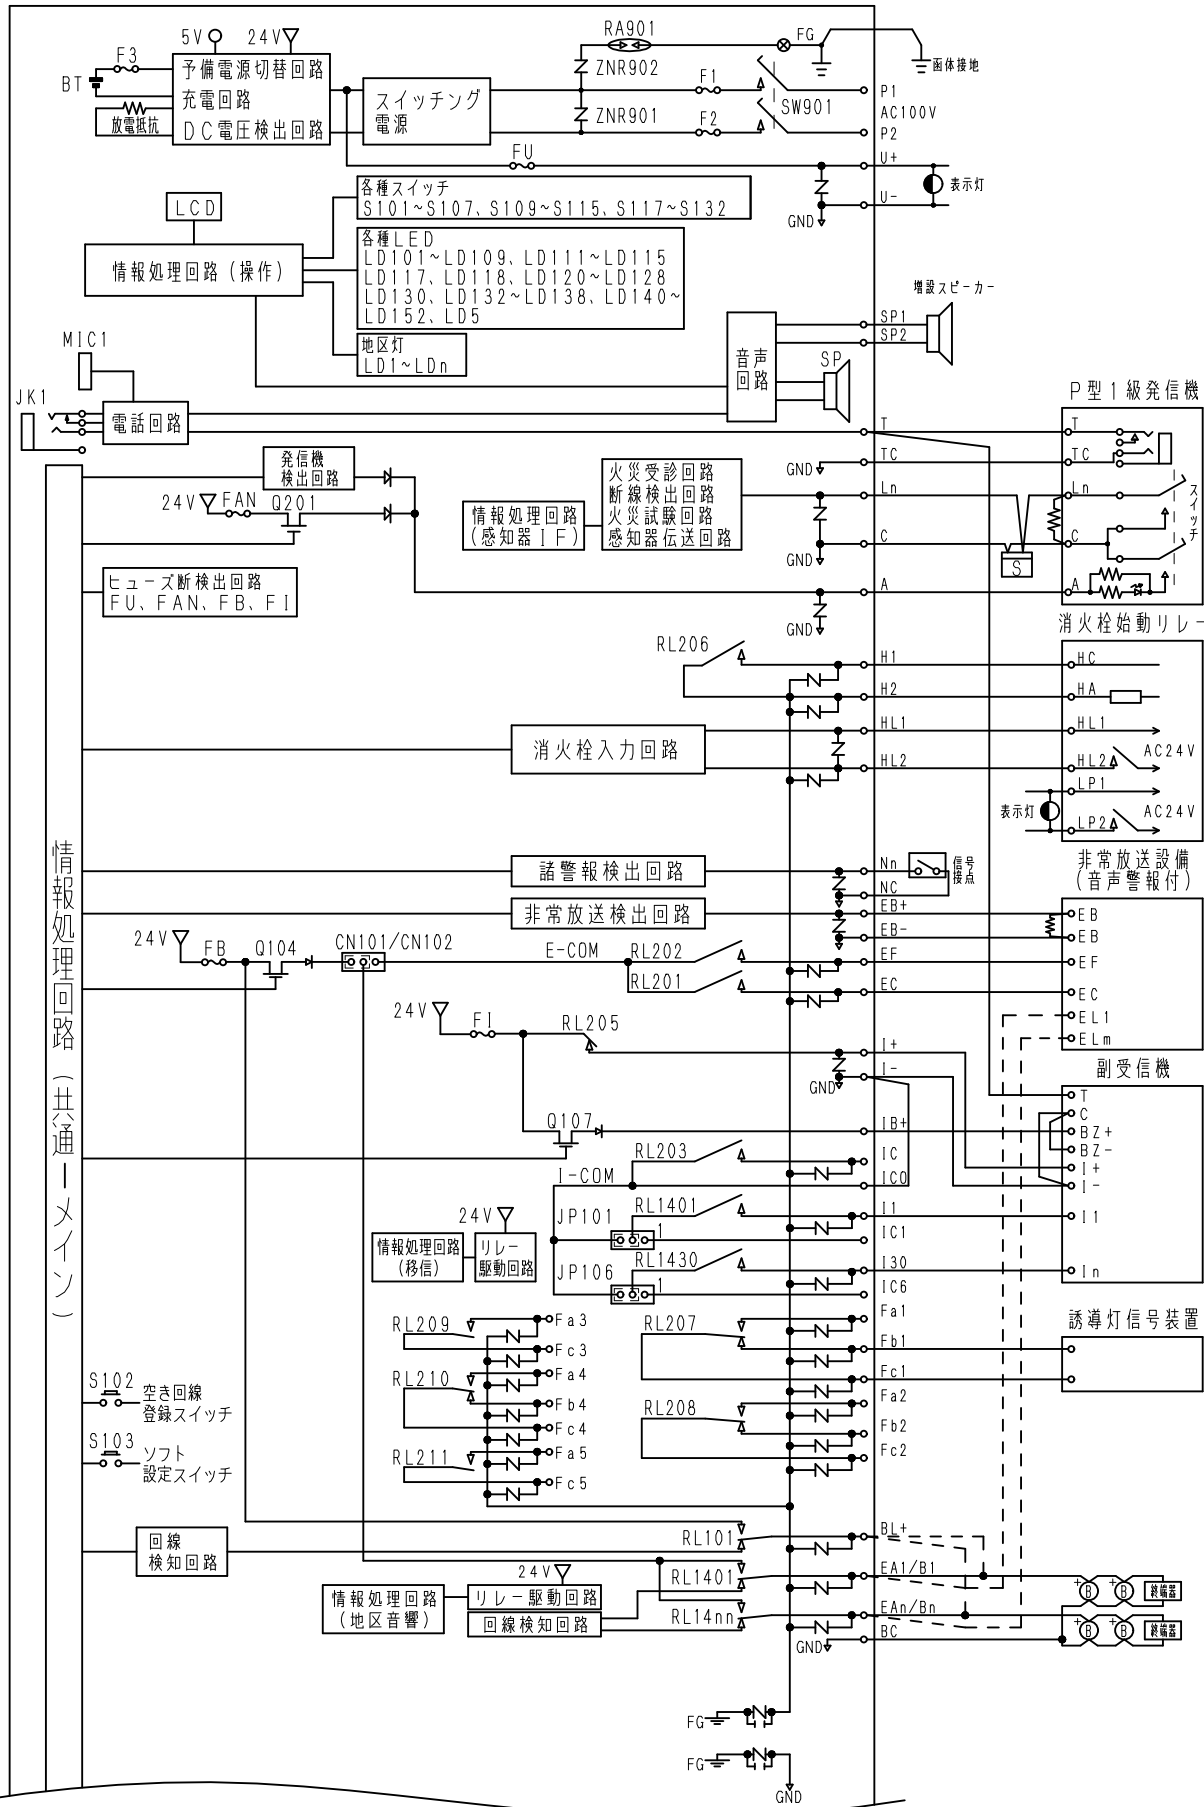 RA901
FG
5V
24V
F3
ZNR902
筐体接地
予備電源切替回路
BT
充電回路
F1
P1
スイッチング
電源
放電抵抗
DC電圧検出回路
ZNR901
F2
SW901
AC100V
P2
FU
U+
表示灯
U-
GND
各種スイッチ
S101~S107、S109~S115、S117~S132
LCD
各種LED
LD101~LD109、LD111~LD115
LD117、LD118、LD120~LD128
LD130、LD132~LD138、LD140~
LD152、LD5
情報処理回路(操作)
増設スピーカー
SP1
SP2
地区灯
LD1~LDn
音声
回路
SP
MIC1
JK1
電話回路
P型1級発信機
T
T
TC
TC
GND
発信機
検出回路
火災受診回路
断線検出回路
火災試験回路
感知器伝送回路
Ln
Ln
スイッチ
24V
FAN
Q201
情報処理回路
(感知器IF)
C
C
GND
S
ヒューズ断検出回路
FU、FAN、FB、FI
A
A
GND
消火栓始動リレー
RL206
H1
HC
H2
HA
消火栓入力回路
HL1
HL1
HL2
HL2
AC24V
LP1
表示灯
LP2
AC24V
情報処理回路(共通ーメイン)
非常放送設備
(音声警報付)
諸警報検出回路
Nn
信号
接点
NC
非常放送検出回路
EB+
EB
EB-
EB
24V
FB
Q104
CN101/CN102
E-COM
RL202
EF
EF
RL201
EC
EC
EL1
ELm
24V
FI
RL205
I+
I-
GND
副受信機
T
C
Q107
IB+
BZ+
BZ-
RL203
IC
I+
I-COM
IC0
I-
24V
JP101
RL1401
I1
I1
1
IC1
情報処理回路
(移信)
リレー
駆動回路
JP106
RL1430
I30
In
1
IC6
RL209
Fa3
RL207
Fa1
誘導灯信号装置
Fc3
Fb1
RL210
Fa4
Fc1
Fb4
RL208
Fa2
Fc4
Fb2
RL211
Fa5
Fc2
Fc5
S102
空き回線
登録スイッチ
S103
ソフト
設定スイッチ
回線
検知回路
RL101
BL+
24V
RL1401
EA1/B1
情報処理回路
(地区音響)
リレー駆動回路
回線検知回路
RL14nn
EAn/Bn
GND
BC
+
B
+
B
終端器
+
B
+
B
終端器
FG
FG
GND